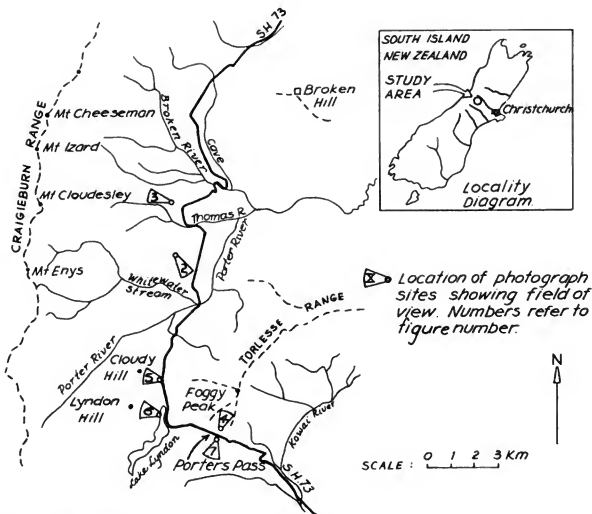 SH 73
SOUTH ISLAND
NEW ZEALAND
STUDY
AREA
Christchurch
Locality
Diagram.
Broken
Hill
Mt Cheeseman
Broken River
Cave
Mt Izard
CRAIGIEBURN RANGE
Mt Cloudesley
3
Thomas R
Porter River
2
Mt Enys
Whitewater
Stream
X
Location of photograph
sites showing field of
view. Numbers refer to
figure number.
TORLESSE RANGE
Porter River
Cloudy
Hill
5
Foggy
Peak
4
Kowai River
N
Lyndon
Hill
6
1
Lake Lyndon
Porters Pass
SH 73
SCALE : 0 1 2 3 Km